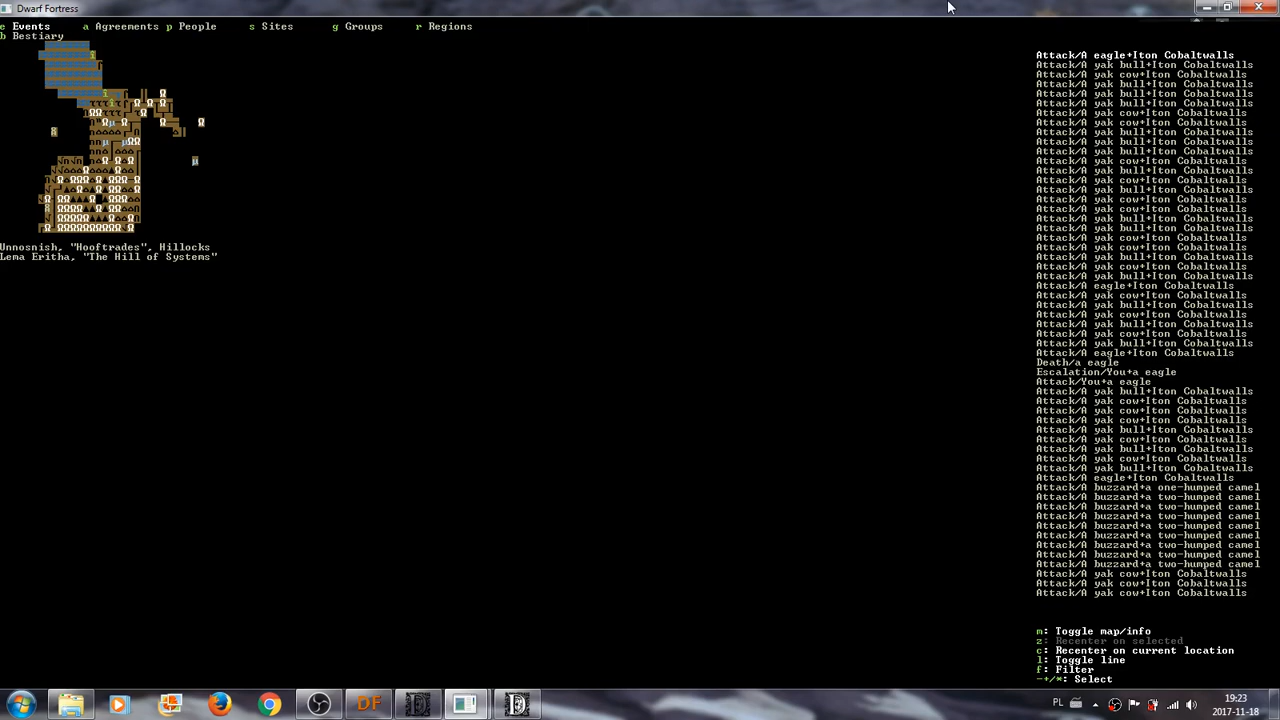 Dwarf Fortress
e Events a Agreements p People s Sites g Groups r Regions
b Bestiary
Unnosnish, "Hooftrades", Hillocks
Lema Eritha, "The Hill of Systems"
Attack/A eagle+Iton Cobaltwalls
Attack/A yak bull+Iton Cobaltwalls
Attack/A yak cow+Iton Cobaltwalls
Attack/A yak bull+Iton Cobaltwalls
Attack/A yak bull+Iton Cobaltwalls
Attack/A yak bull+Iton Cobaltwalls
Attack/A yak cow+Iton Cobaltwalls
Attack/A yak cow+Iton Cobaltwalls
Attack/A yak bull+Iton Cobaltwalls
Attack/A yak bull+Iton Cobaltwalls
Attack/A yak bull+Iton Cobaltwalls
Attack/A yak cow+Iton Cobaltwalls
Attack/A yak bull+Iton Cobaltwalls
Attack/A yak cow+Iton Cobaltwalls
Attack/A yak bull+Iton Cobaltwalls
Attack/A yak cow+Iton Cobaltwalls
Attack/A yak cow+Iton Cobaltwalls
Attack/A yak bull+Iton Cobaltwalls
Attack/A yak bull+Iton Cobaltwalls
Attack/A yak cow+Iton Cobaltwalls
Attack/A yak cow+Iton Cobaltwalls
Attack/A yak bull+Iton Cobaltwalls
Attack/A yak cow+Iton Cobaltwalls
Attack/A yak bull+Iton Cobaltwalls
Attack/A eagle+Iton Cobaltwalls
Attack/A yak cow+Iton Cobaltwalls
Attack/A yak bull+Iton Cobaltwalls
Attack/A yak cow+Iton Cobaltwalls
Attack/A yak bull+Iton Cobaltwalls
Attack/A yak cow+Iton Cobaltwalls
Attack/A yak bull+Iton Cobaltwalls
Attack/A eagle+Iton Cobaltwalls
Death/a eagle
Escalation/You+a eagle
Attack/You+a eagle
Attack/A yak bull+Iton Cobaltwalls
Attack/A yak cow+Iton Cobaltwalls
Attack/A yak cow+Iton Cobaltwalls
Attack/A yak cow+Iton Cobaltwalls
Attack/A yak bull+Iton Cobaltwalls
Attack/A yak cow+Iton Cobaltwalls
Attack/A yak bull+Iton Cobaltwalls
Attack/A yak cow+Iton Cobaltwalls
Attack/A yak bull+Iton Cobaltwalls
Attack/A eagle+Iton Cobaltwalls
Attack/A buzzard+a one-humped camel
Attack/A buzzard+a two-humped camel
Attack/A buzzard+a two-humped camel
Attack/A buzzard+a two-humped camel
Attack/A buzzard+a two-humped camel
Attack/A buzzard+a two-humped camel
Attack/A buzzard+a two-humped camel
Attack/A buzzard+a two-humped camel
Attack/A buzzard+a two-humped camel
Attack/A yak cow+Iton Cobaltwalls
Attack/A yak cow+Iton Cobaltwalls
Attack/A yak cow+Iton Cobaltwalls
m: Toggle map/info
z: Recenter on selected
c: Recenter on current location
l: Toggle line
f: Filter
-+/*: Select
DF
PL
19:23
2017-11-18